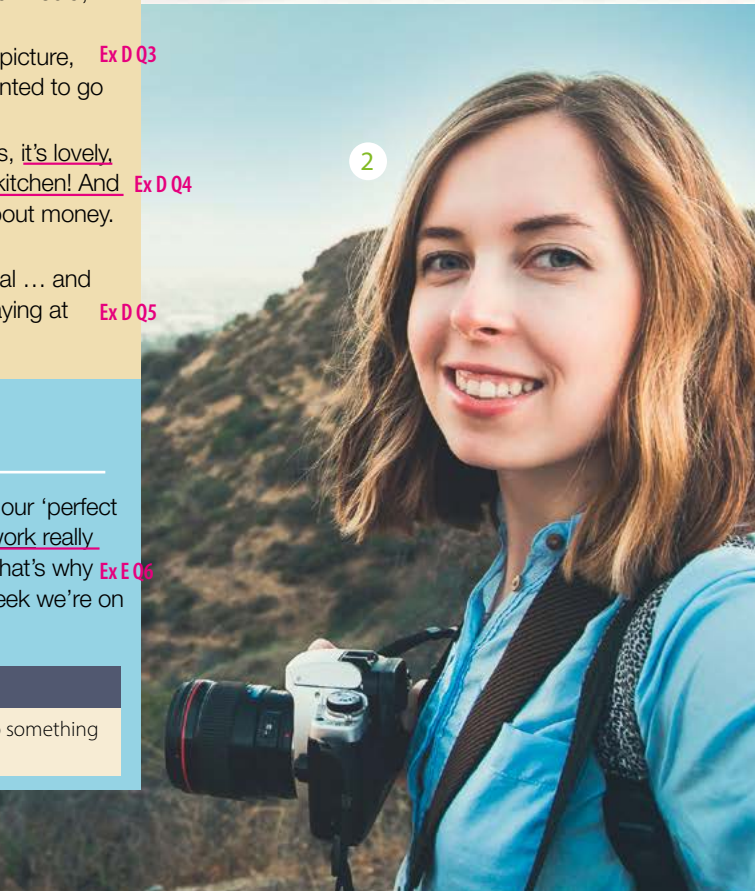 picture, Ex D Q3
nted to go
s, it's lovely,
kitchen! And Ex D Q4
bout money.
al … and
aying at Ex D Q5
2
our ‘perfect
work really
hat's why Ex E Q6
eek we're on
something